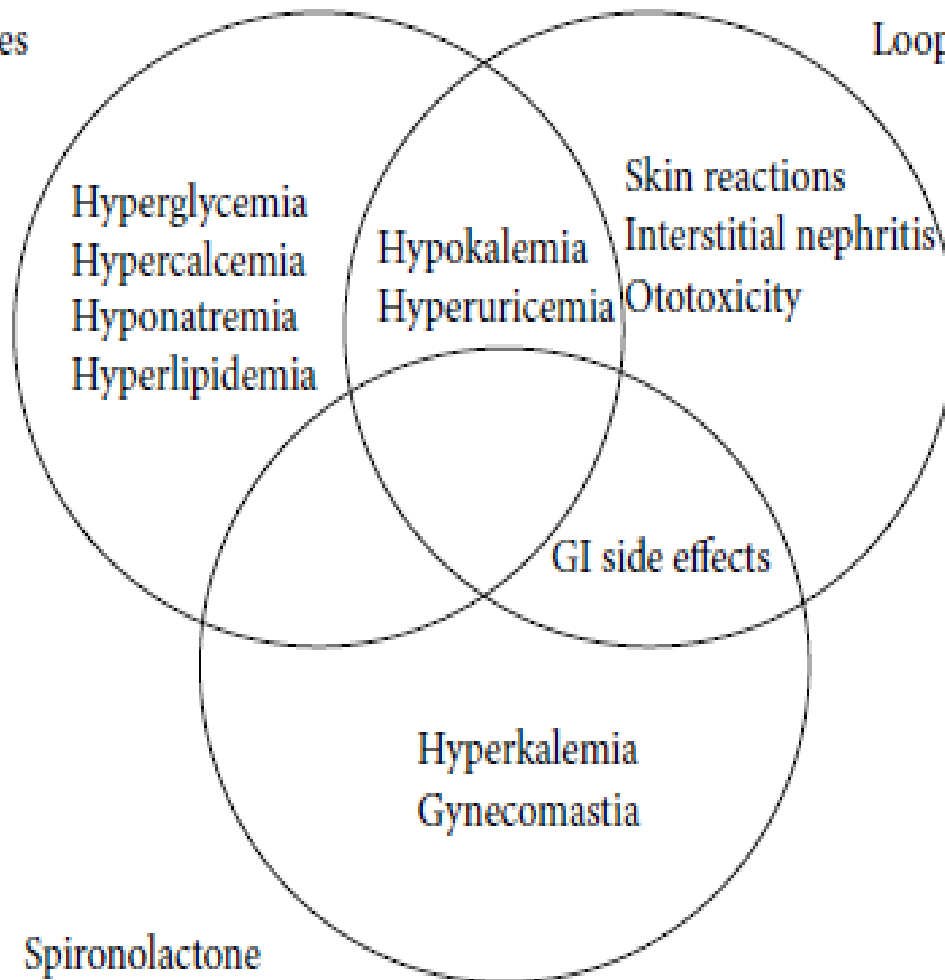 es
Loop
Hyperglycemia
Hypercalcemia
Hyponatremia
Hyperlipidemia
Hypokalemia
Hyperuricemia
Skin reactions
Interstitial nephritis
Ototoxicity
GI side effects
Hyperkalemia
Gynecomastia
Spironolactone